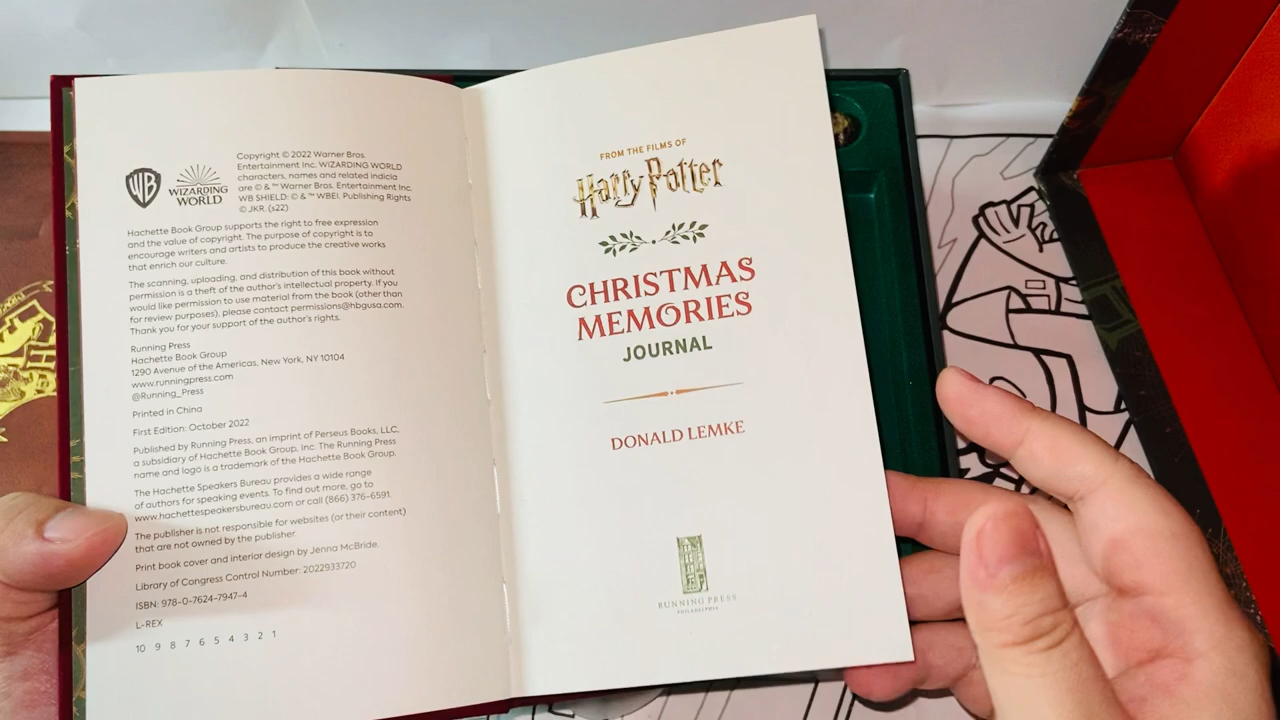 WB
WIZARDING
WORLD
Copyright © 2022 Warner Bros.
Entertainment Inc. WIZARDING WORLD
characters, names and related indicia
are © & ™ Warner Bros. Entertainment Inc.
WB SHIELD: © & ™ WBEI. Publishing Rights
© JKR. (s22)
Hachette Book Group supports the right to free expression
and the value of copyright. The purpose of copyright is to
encourage writers and artists to produce the creative works
that enrich our culture.
The scanning, uploading, and distribution of this book without
permission is a theft of the author's intellectual property. If you
would like permission to use material from the book (other than
for review purposes), please contact permissions@hbgusa.com.
Thank you for your support of the author's rights.
Running Press
Hachette Book Group
1290 Avenue of the Americas, New York, NY 10104
www.runningpress.com
@Running_Press
Printed in China
First Edition: October 2022
Published by Running Press, an imprint of Perseus Books, LLC,
a subsidiary of Hachette Book Group, Inc. The Running Press
name and logo is a trademark of the Hachette Book Group.
The Hachette Speakers Bureau provides a wide range
of authors for speaking events. To find out more, go to
www.hachettespeakersbureau.com or call (866) 376-6591.
The publisher is not responsible for websites (or their content)
that are not owned by the publisher.
Print book cover and interior design by Jenna McBride.
Library of Congress Control Number: 2022933720
ISBN: 978-0-7624-7947-4
L-REX
10 9 8 7 6 5 4 3 2 1
FROM THE FILMS OF
Harry Potter
CHRISTMAS
MEMORIES
JOURNAL
DONALD LEMKE
RUNNING PRESS
PHILADELPHIA